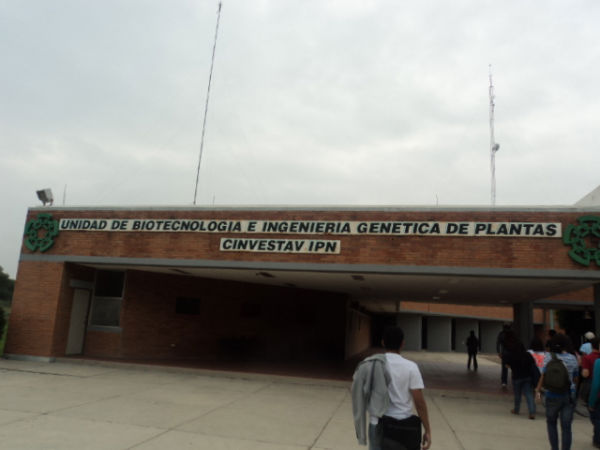 UNIDAD DE BIOTECNOLOGIA E INGENIERIA GENETICA DE PLANTAS
CINVESTAV IPN